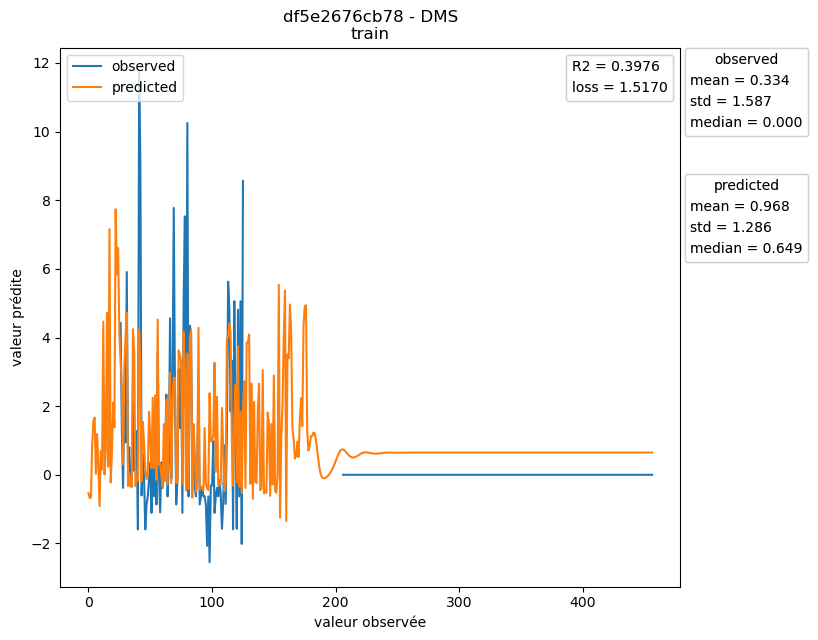 df5e2676cb78 - DMS
train
observed
predicted
R2 = 0.3976
loss = 1.5170
observed
mean = 0.334
std = 1.587
median = 0.000
predicted
mean = 0.968
std = 1.286
median = 0.649
valeur prédite
12
10
8
6
4
2
0
−2
0
100
200
300
400
valeur observée